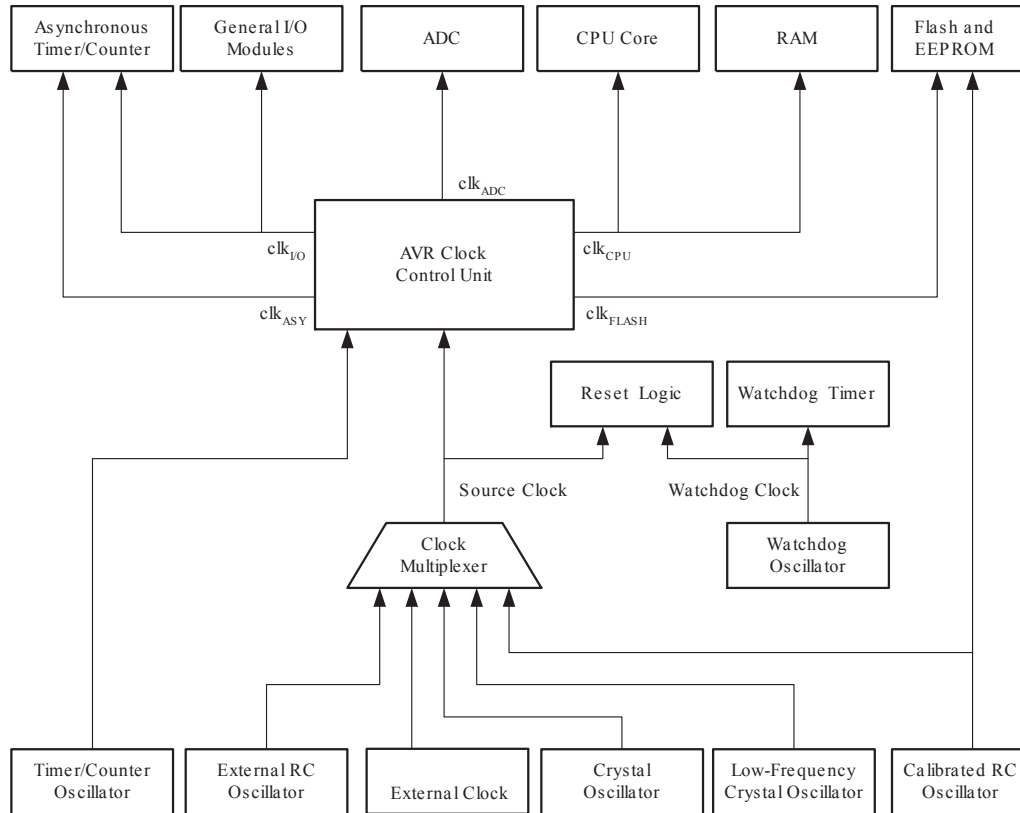 Asynchronous
Timer/Counter
General I/O
Modules
ADC
CPU Core
RAM
Flash and
EEPROM
clkADC
clkI/O
AVR Clock
Control Unit
clkCPU
clkASY
clkFLASH
Reset Logic
Watchdog Timer
Source Clock
Watchdog Clock
Clock
Multiplexer
Watchdog
Oscillator
Timer/Counter
Oscillator
External RC
Oscillator
External Clock
Crystal
Oscillator
Low-Frequency
Crystal Oscillator
Calibrated RC
Oscillator